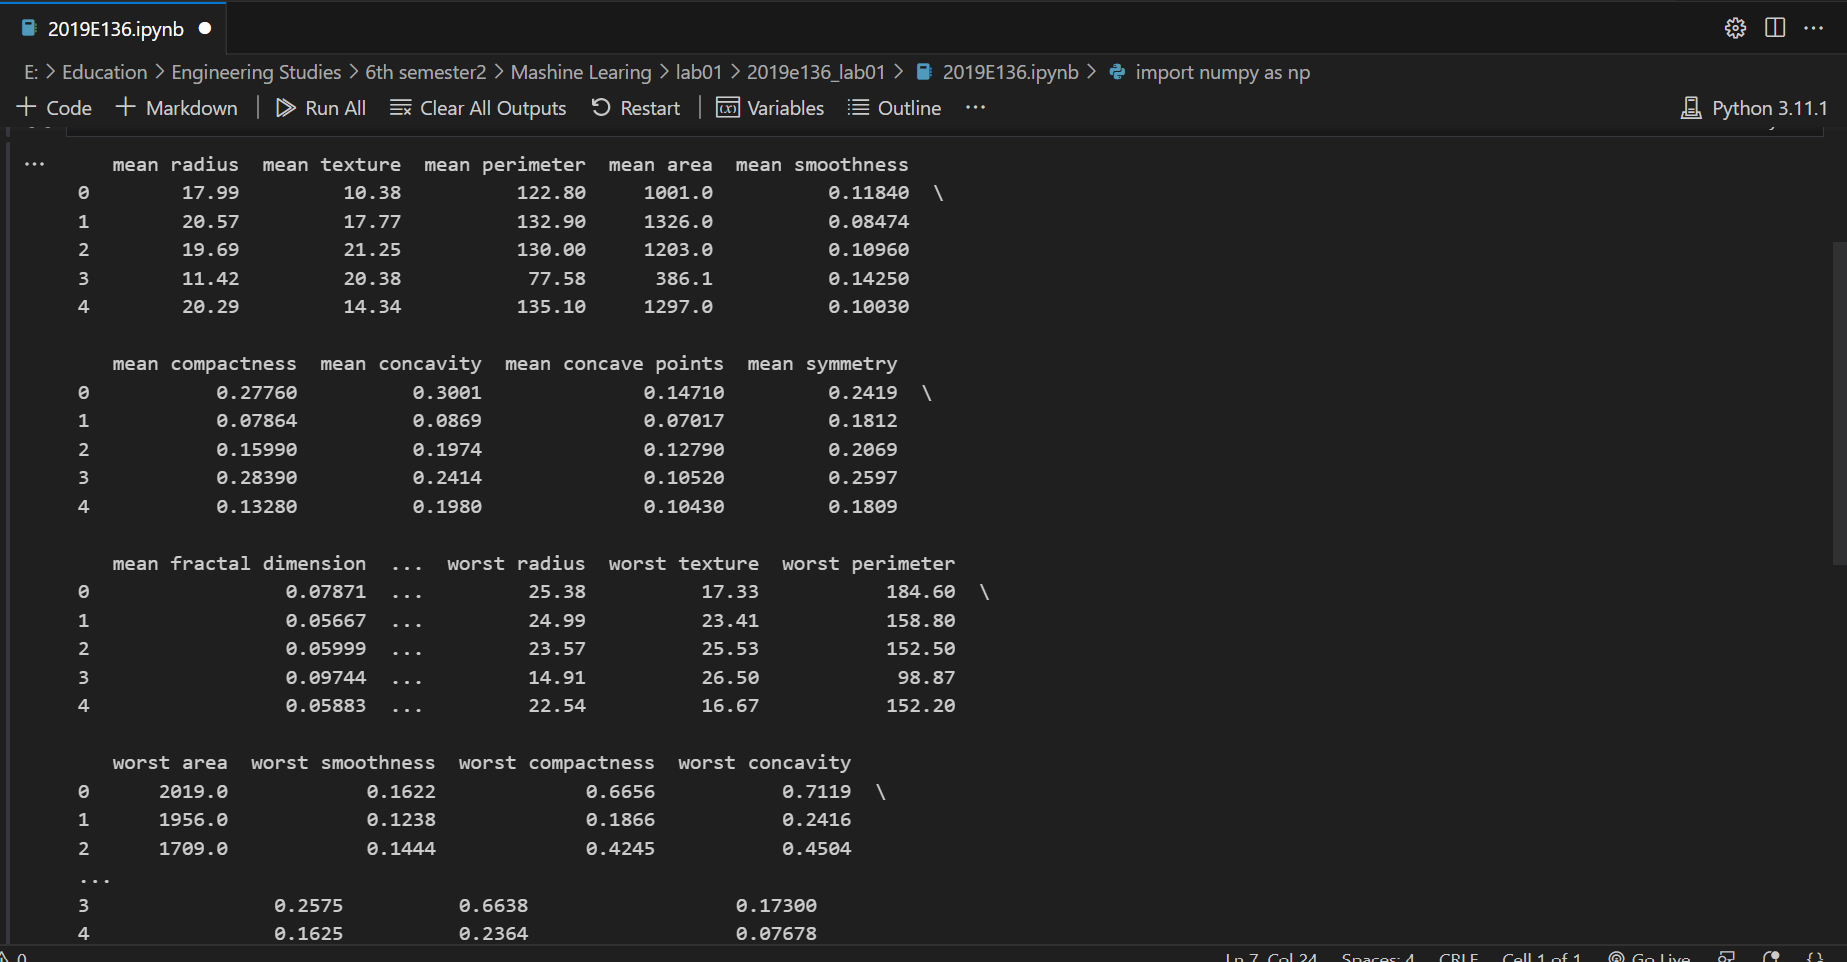 2019E136.ipynb
E: > Education > Engineering Studies > 6th semester2 > Mashine Learing > lab01 > 2019e136_lab01 > 2019E136.ipynb > import numpy as np
+ Code + Markdown | Run All Clear All Outputs Restart | Variables Outline ... Python 3.11.1
... mean radius mean texture mean perimeter mean area mean smoothness
0 17.99 10.38 122.80 1001.0 0.11840 \
1 20.57 17.77 132.90 1326.0 0.08474
2 19.69 21.25 130.00 1203.0 0.10960
3 11.42 20.38 77.58 386.1 0.14250
4 20.29 14.34 135.10 1297.0 0.10030
mean compactness mean concavity mean concave points mean symmetry
0 0.27760 0.3001 0.14710 0.2419 \
1 0.07864 0.0869 0.07017 0.1812
2 0.15990 0.1974 0.12790 0.2069
3 0.28390 0.2414 0.10520 0.2597
4 0.13280 0.1980 0.10430 0.1809
mean fractal dimension ... worst radius worst texture worst perimeter
0 0.07871 ... 25.38 17.33 184.60 \
1 0.05667 ... 24.99 23.41 158.80
2 0.05999 ... 23.57 25.53 152.50
3 0.09744 ... 14.91 26.50 98.87
4 0.05883 ... 22.54 16.67 152.20
worst area worst smoothness worst compactness worst concavity
0 2019.0 0.1622 0.6656 0.7119 \
1 1956.0 0.1238 0.1866 0.2416
2 1709.0 0.1444 0.4245 0.4504
...
3 0.2575 0.6638 0.17300
4 0.1625 0.2364 0.07678
0 Ln 7, Col 24 Spaces: 4 CRLF Cell 1 of 1 Go Live {}